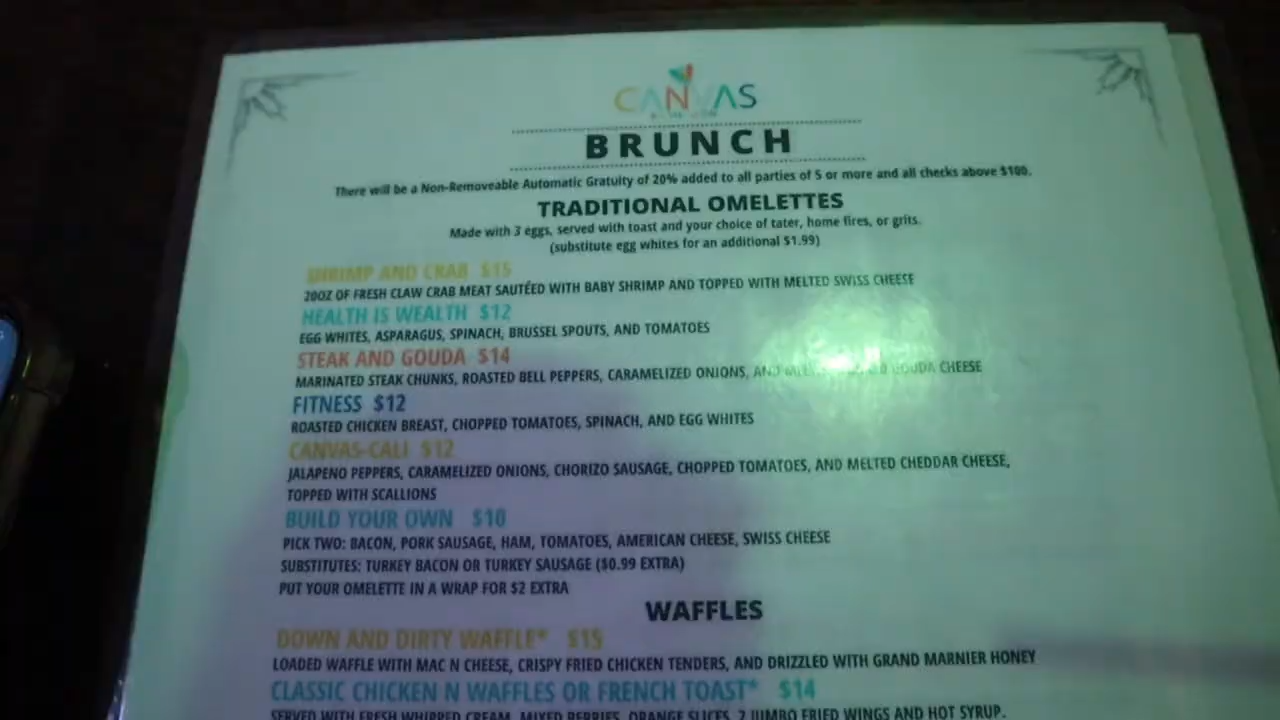 CANVAS
BRUNCH
There will be a Non-Removeable Automatic Gratuity of 20% added to all parties of 5 or more and all checks above $100.
TRADITIONAL OMELETTES
Made with 3 eggs, served with toast and your choice of tater, home fires, or grits.
(substitute egg whites for an additional $1.99)
SHRIMP AND CRAB $15
20OZ OF FRESH CLAW CRAB MEAT SAUTÉED WITH BABY SHRIMP AND TOPPED WITH MELTED SWISS CHEESE
HEALTH IS WEALTH $12
EGG WHITES, ASPARAGUS, SPINACH, BRUSSEL SPOUTS, AND TOMATOES
STEAK AND GOUDA $14
MARINATED STEAK CHUNKS, ROASTED BELL PEPPERS, CARAMELIZED ONIONS, AND GOUDA CHEESE
FITNESS $12
ROASTED CHICKEN BREAST, CHOPPED TOMATOES, SPINACH, AND EGG WHITES
CANVAS-CALI $12
JALAPENO PEPPERS, CARAMELIZED ONIONS, CHORIZO SAUSAGE, CHOPPED TOMATOES, AND MELTED CHEDDAR CHEESE,
TOPPED WITH SCALLIONS
BUILD YOUR OWN $10
PICK TWO: BACON, PORK SAUSAGE, HAM, TOMATOES, AMERICAN CHEESE, SWISS CHEESE
SUBSTITUTES: TURKEY BACON OR TURKEY SAUSAGE ($0.99 EXTRA)
PUT YOUR OMELETTE IN A WRAP FOR $2 EXTRA
WAFFLES
DOWN AND DIRTY WAFFLE* $15
LOADED WAFFLE WITH MAC N CHEESE, CRISPY FRIED CHICKEN TENDERS, AND DRIZZLED WITH GRAND MARNIER HONEY
CLASSIC CHICKEN N WAFFLES OR FRENCH TOAST* $14
SERVED WITH FRESH WHIPPED CREAM, MIXED BERRIES, ORANGE SLICES, 2 JUMBO FRIED WINGS AND HOT SYRUP.